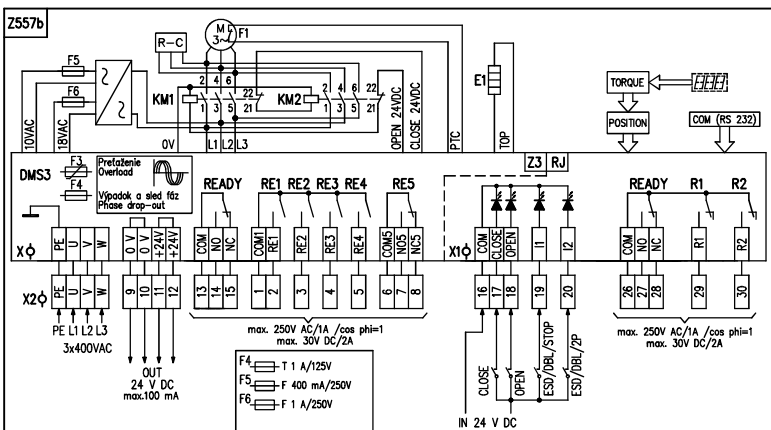 Z557b
R-C
M
3~
F1
F5
F6
2 4 6
22
1 3 5
21
KM1
KM2
2 4 6
22
1 3 5
21
E1
TORQUE
POSITION
COM (RS 232)
10VAC
18VAC
0V
L1 L2 L3
OPEN 24VDC
CLOSE 24VDC
PTC
TOP
DMS3
F3
F4
Preťaženie
Overload
Výpadok a sled fáz
Phase drop-out
Z3 RJ
READY
RE1 RE2 RE3 RE4
RE5
READY
R1
R2
X
PE U V W
0 V
0 V
+24V
+24V
COM NO NC
COM1 RE1 RE2 RE3 RE4
COM5 NO5 NC5
X1
COM CLOSE OPEN I1 I2
COM NO NC R1 R2
X2
PE U V W
9 10 11 12
13 14 15
1 2 3 4 5
6 7 8
16 17 18 19 20
26 27 28 29 30
PE L1 L2 L3
3x400VAC
OUT
24 V DC
max.100 mA
max. 250V AC/1A /cos phi=1
max. 30V DC/2A
F4 T 1 A/125V
F5 F 400 mA/250V
F6 F 1 A/250V
CLOSE
OPEN
ESD/DBL/STOP
ESD/DBL/2P
IN 24 V DC
max. 250V AC/1A /cos phi=1
max. 30V DC/2A